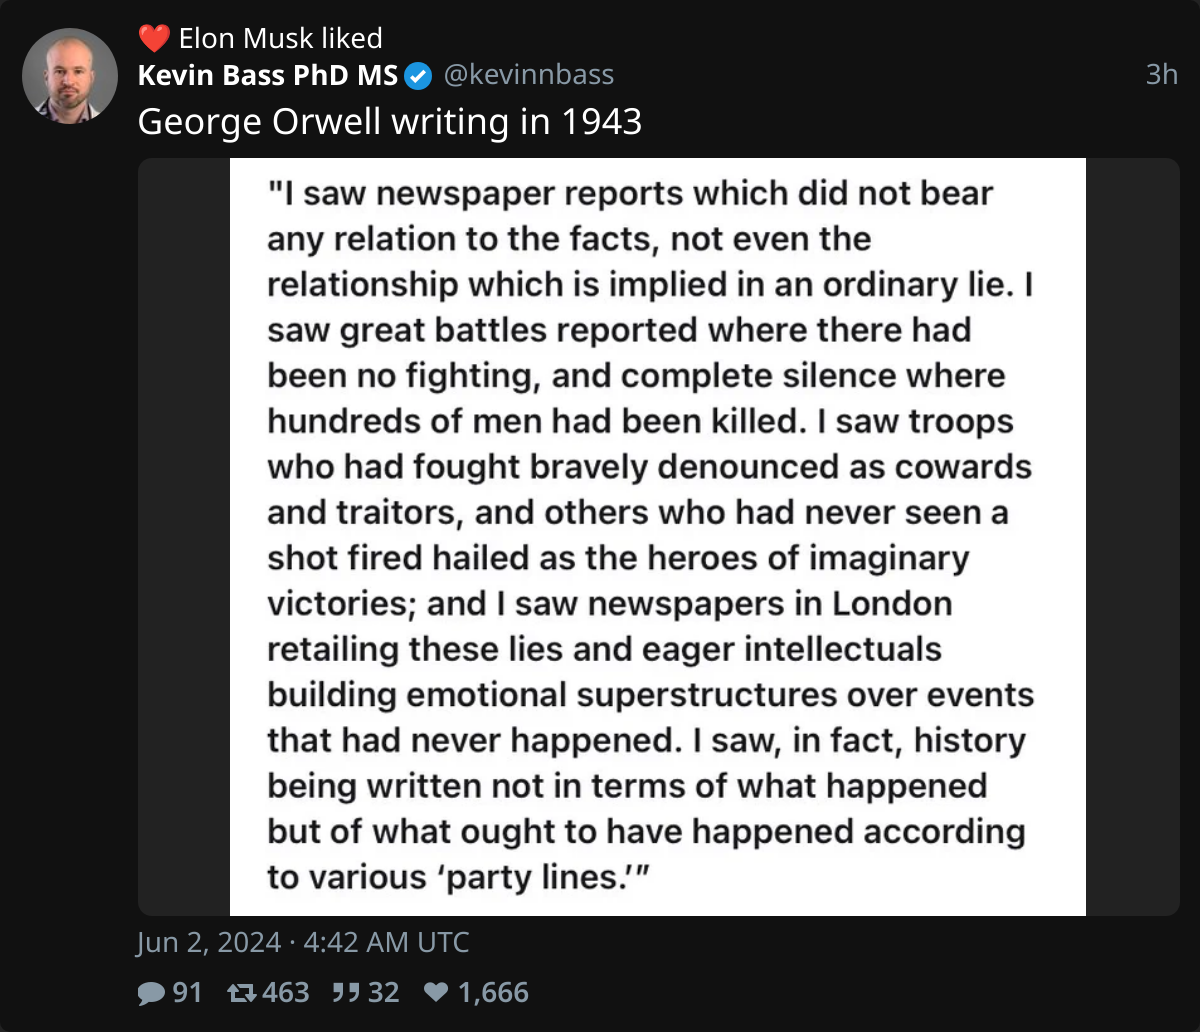 ❤️ Elon Musk liked
Kevin Bass PhD MS @kevinnbass 3h
George Orwell writing in 1943
"I saw newspaper reports which did not bear
any relation to the facts, not even the
relationship which is implied in an ordinary lie. I
saw great battles reported where there had
been no fighting, and complete silence where
hundreds of men had been killed. I saw troops
who had fought bravely denounced as cowards
and traitors, and others who had never seen a
shot fired hailed as the heroes of imaginary
victories; and I saw newspapers in London
retailing these lies and eager intellectuals
building emotional superstructures over events
that had never happened. I saw, in fact, history
being written not in terms of what happened
but of what ought to have happened according
to various ‘party lines.’”
Jun 2, 2024 · 4:42 AM UTC
91 463 32 1,666